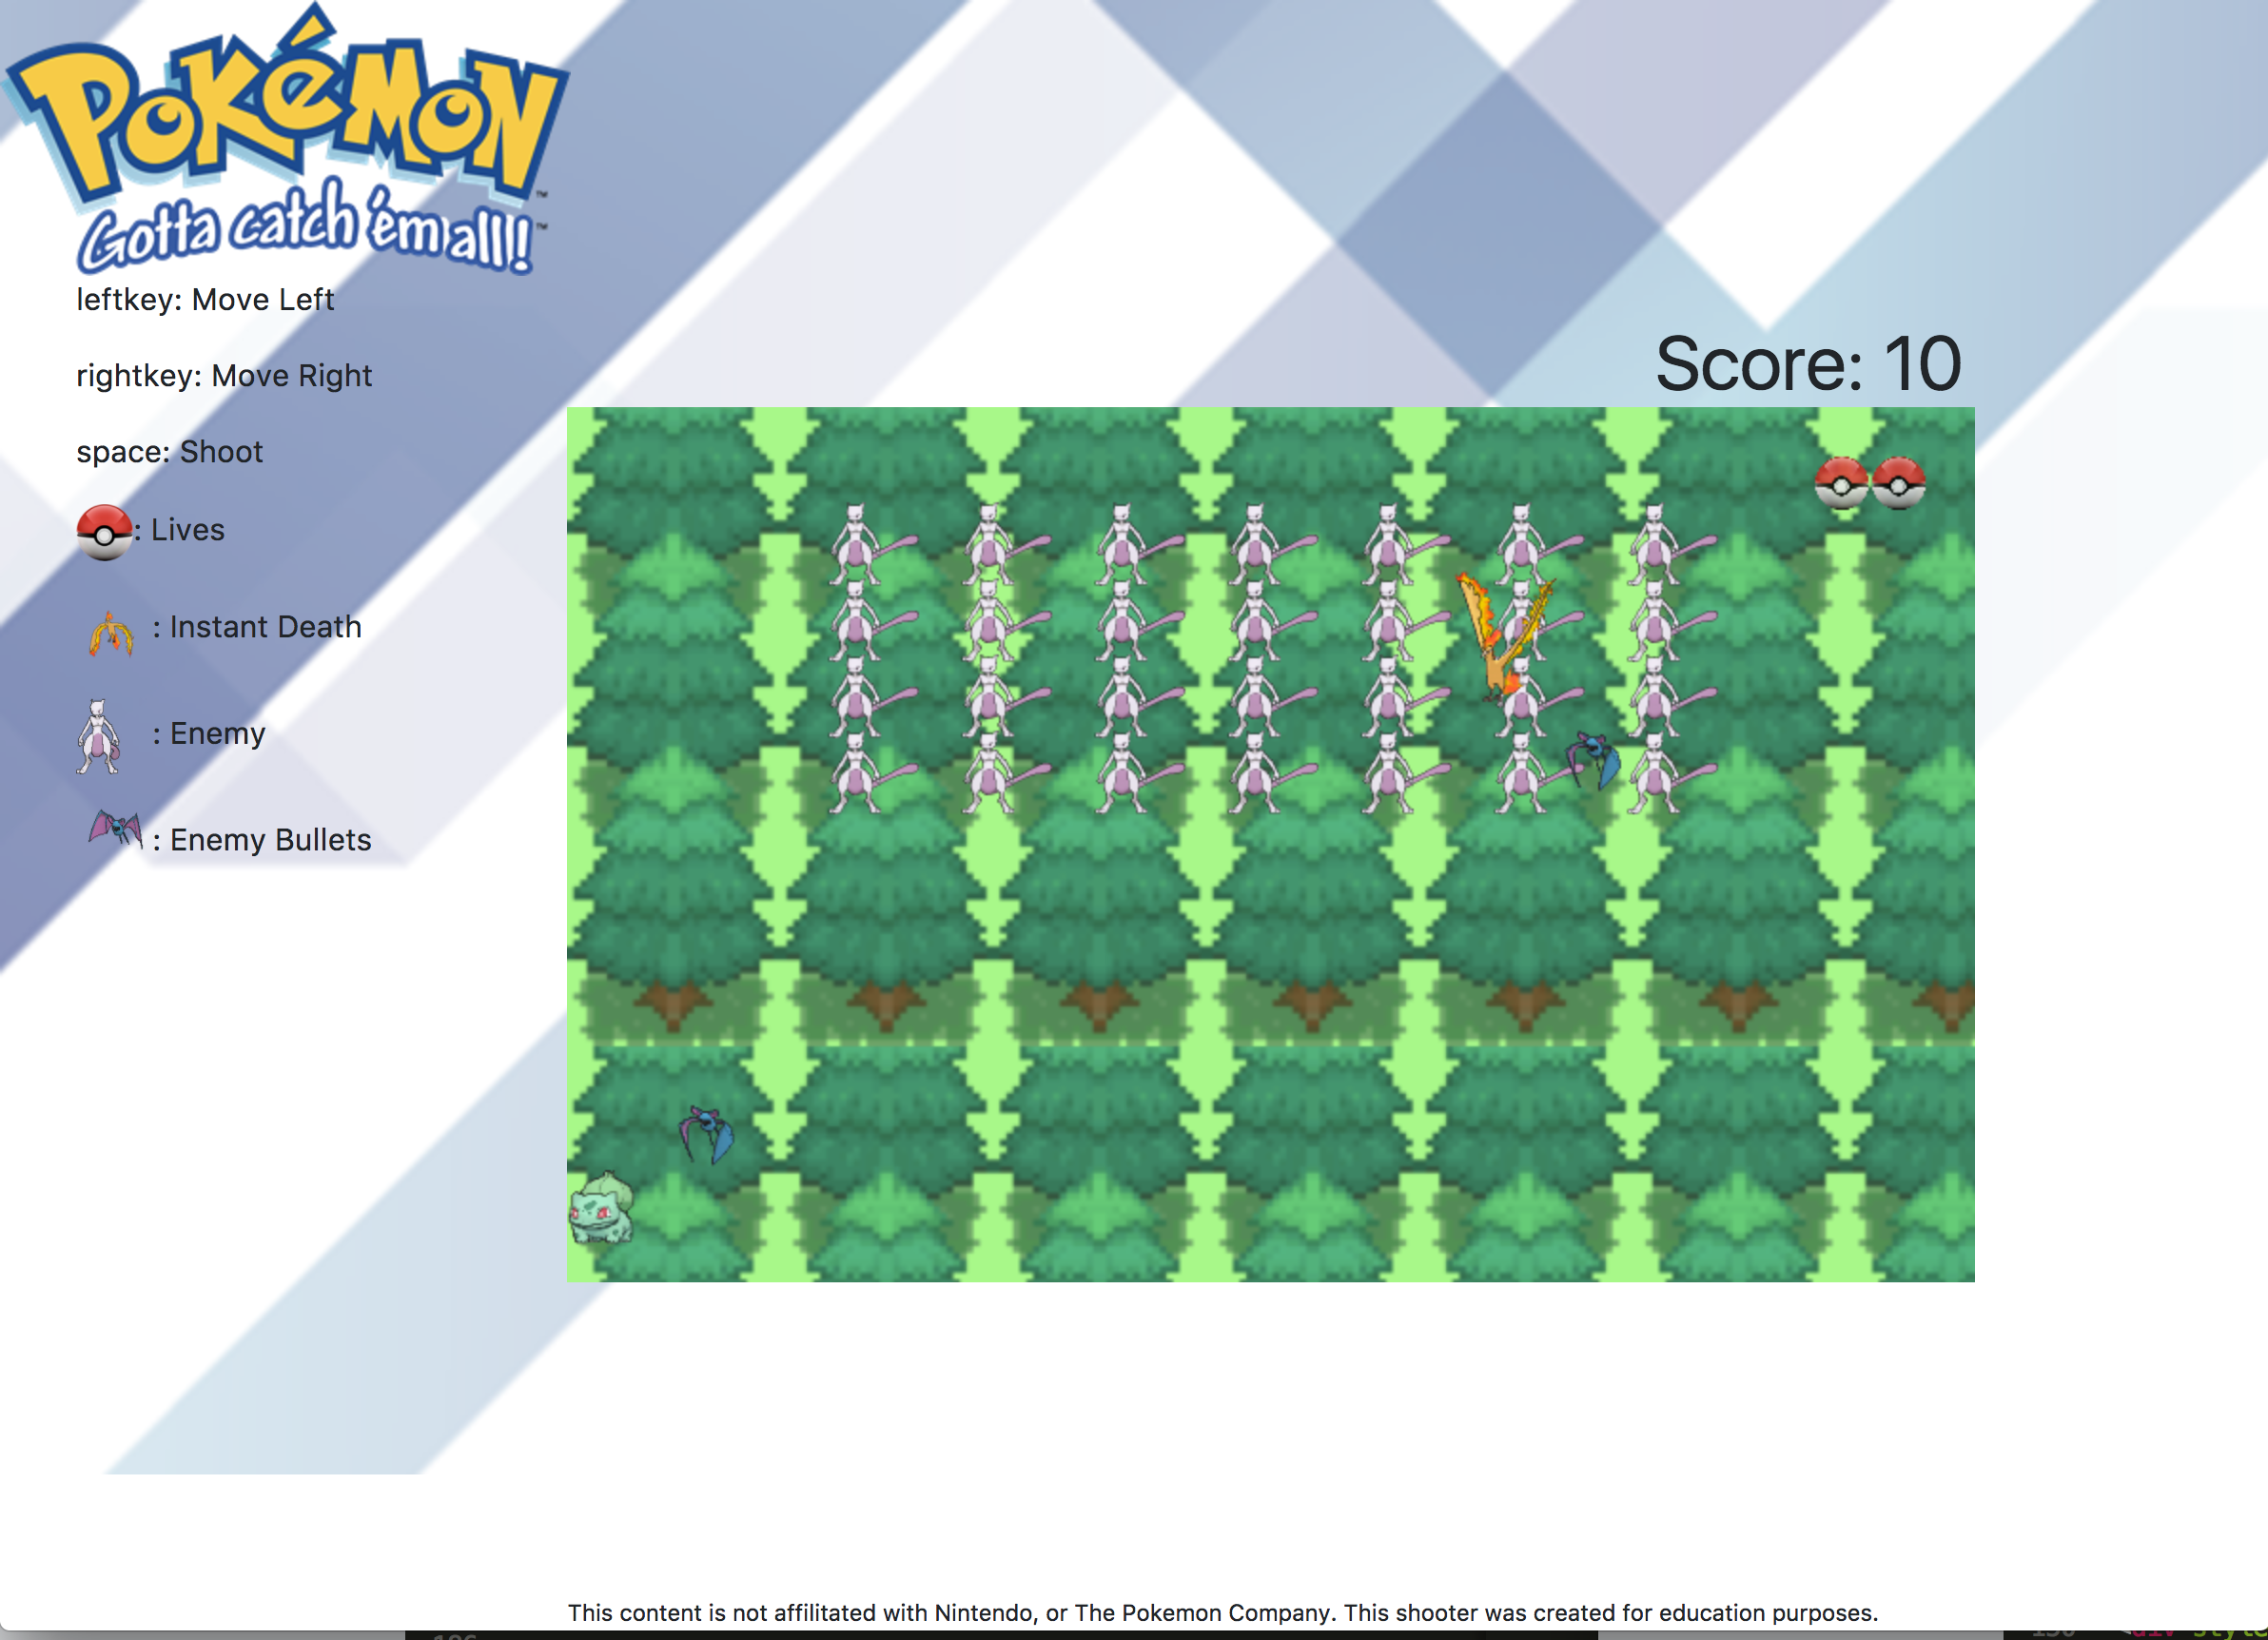 POKéMON
™
Gotta catch 'em all!
™
leftkey: Move Left
rightkey: Move Right
space: Shoot
: Lives
: Instant Death
: Enemy
: Enemy Bullets
Score: 10
This content is not affilitated with Nintendo, or The Pokemon Company. This shooter was created for education purposes.